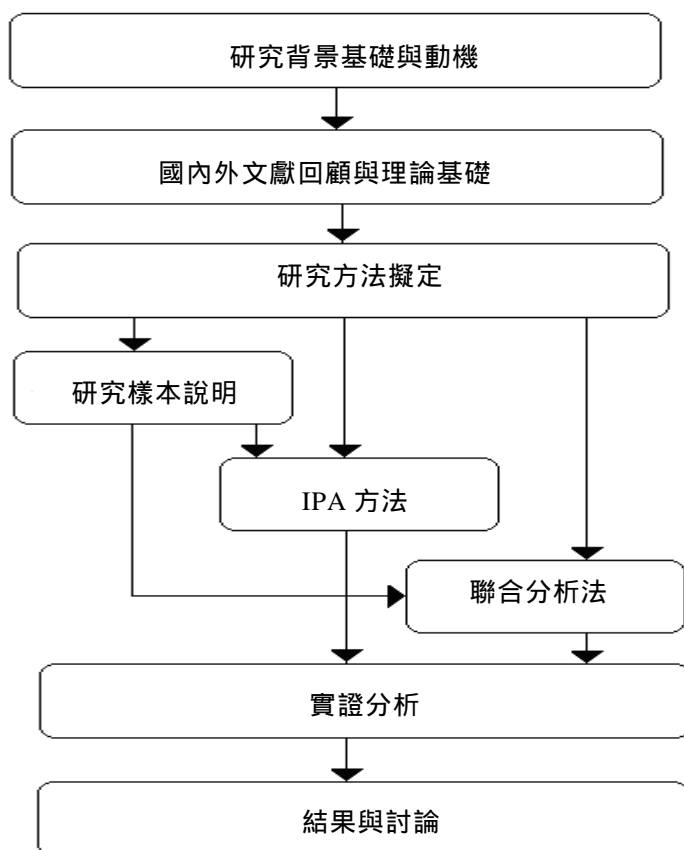 研究背景基礎與動機
國內外文獻回顧與理論基礎
研究方法擬定
研究樣本說明
IPA 方法
聯合分析法
實證分析
結果與討論